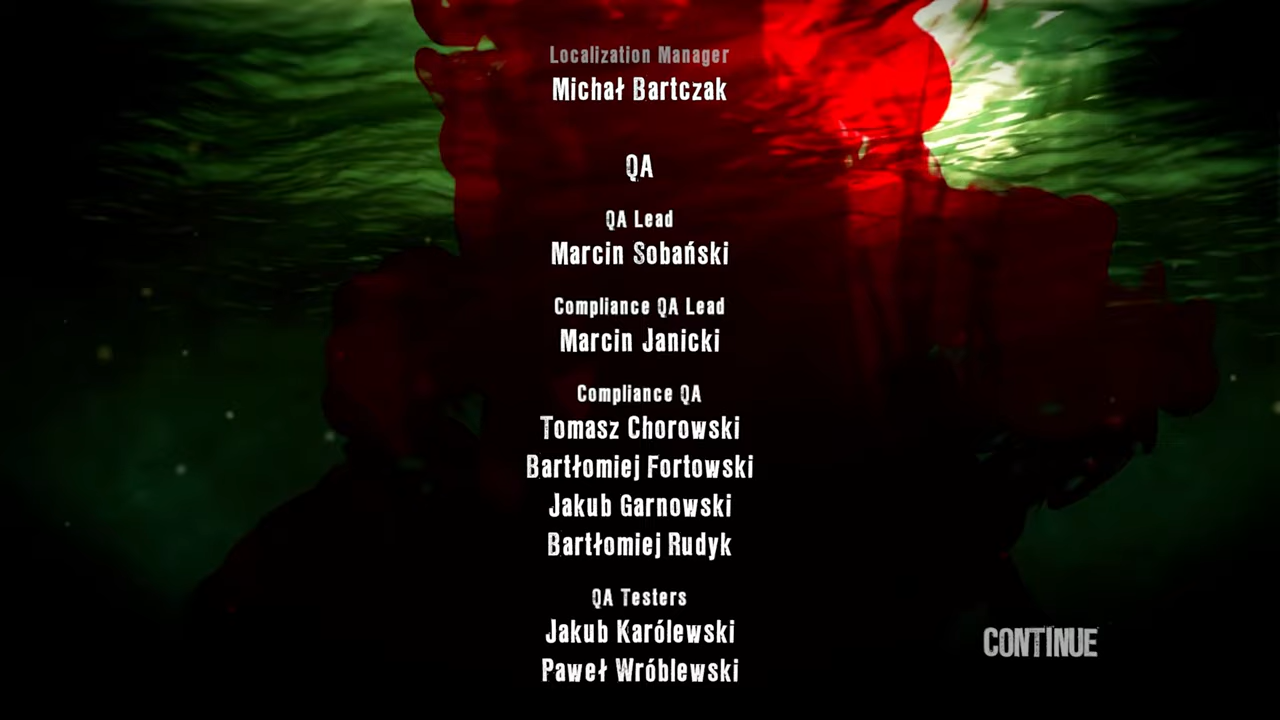 Localization Manager
Michał Bartczak
QA
QA Lead
Marcin Sobański
Compliance QA Lead
Marcin Janicki
Compliance QA
Tomasz Chorowski
Bartłomiej Fortowski
Jakub Garnowski
Bartłomiej Rudyk
QA Testers
Jakub Karólewski
Paweł Wróblewski
CONTINUE